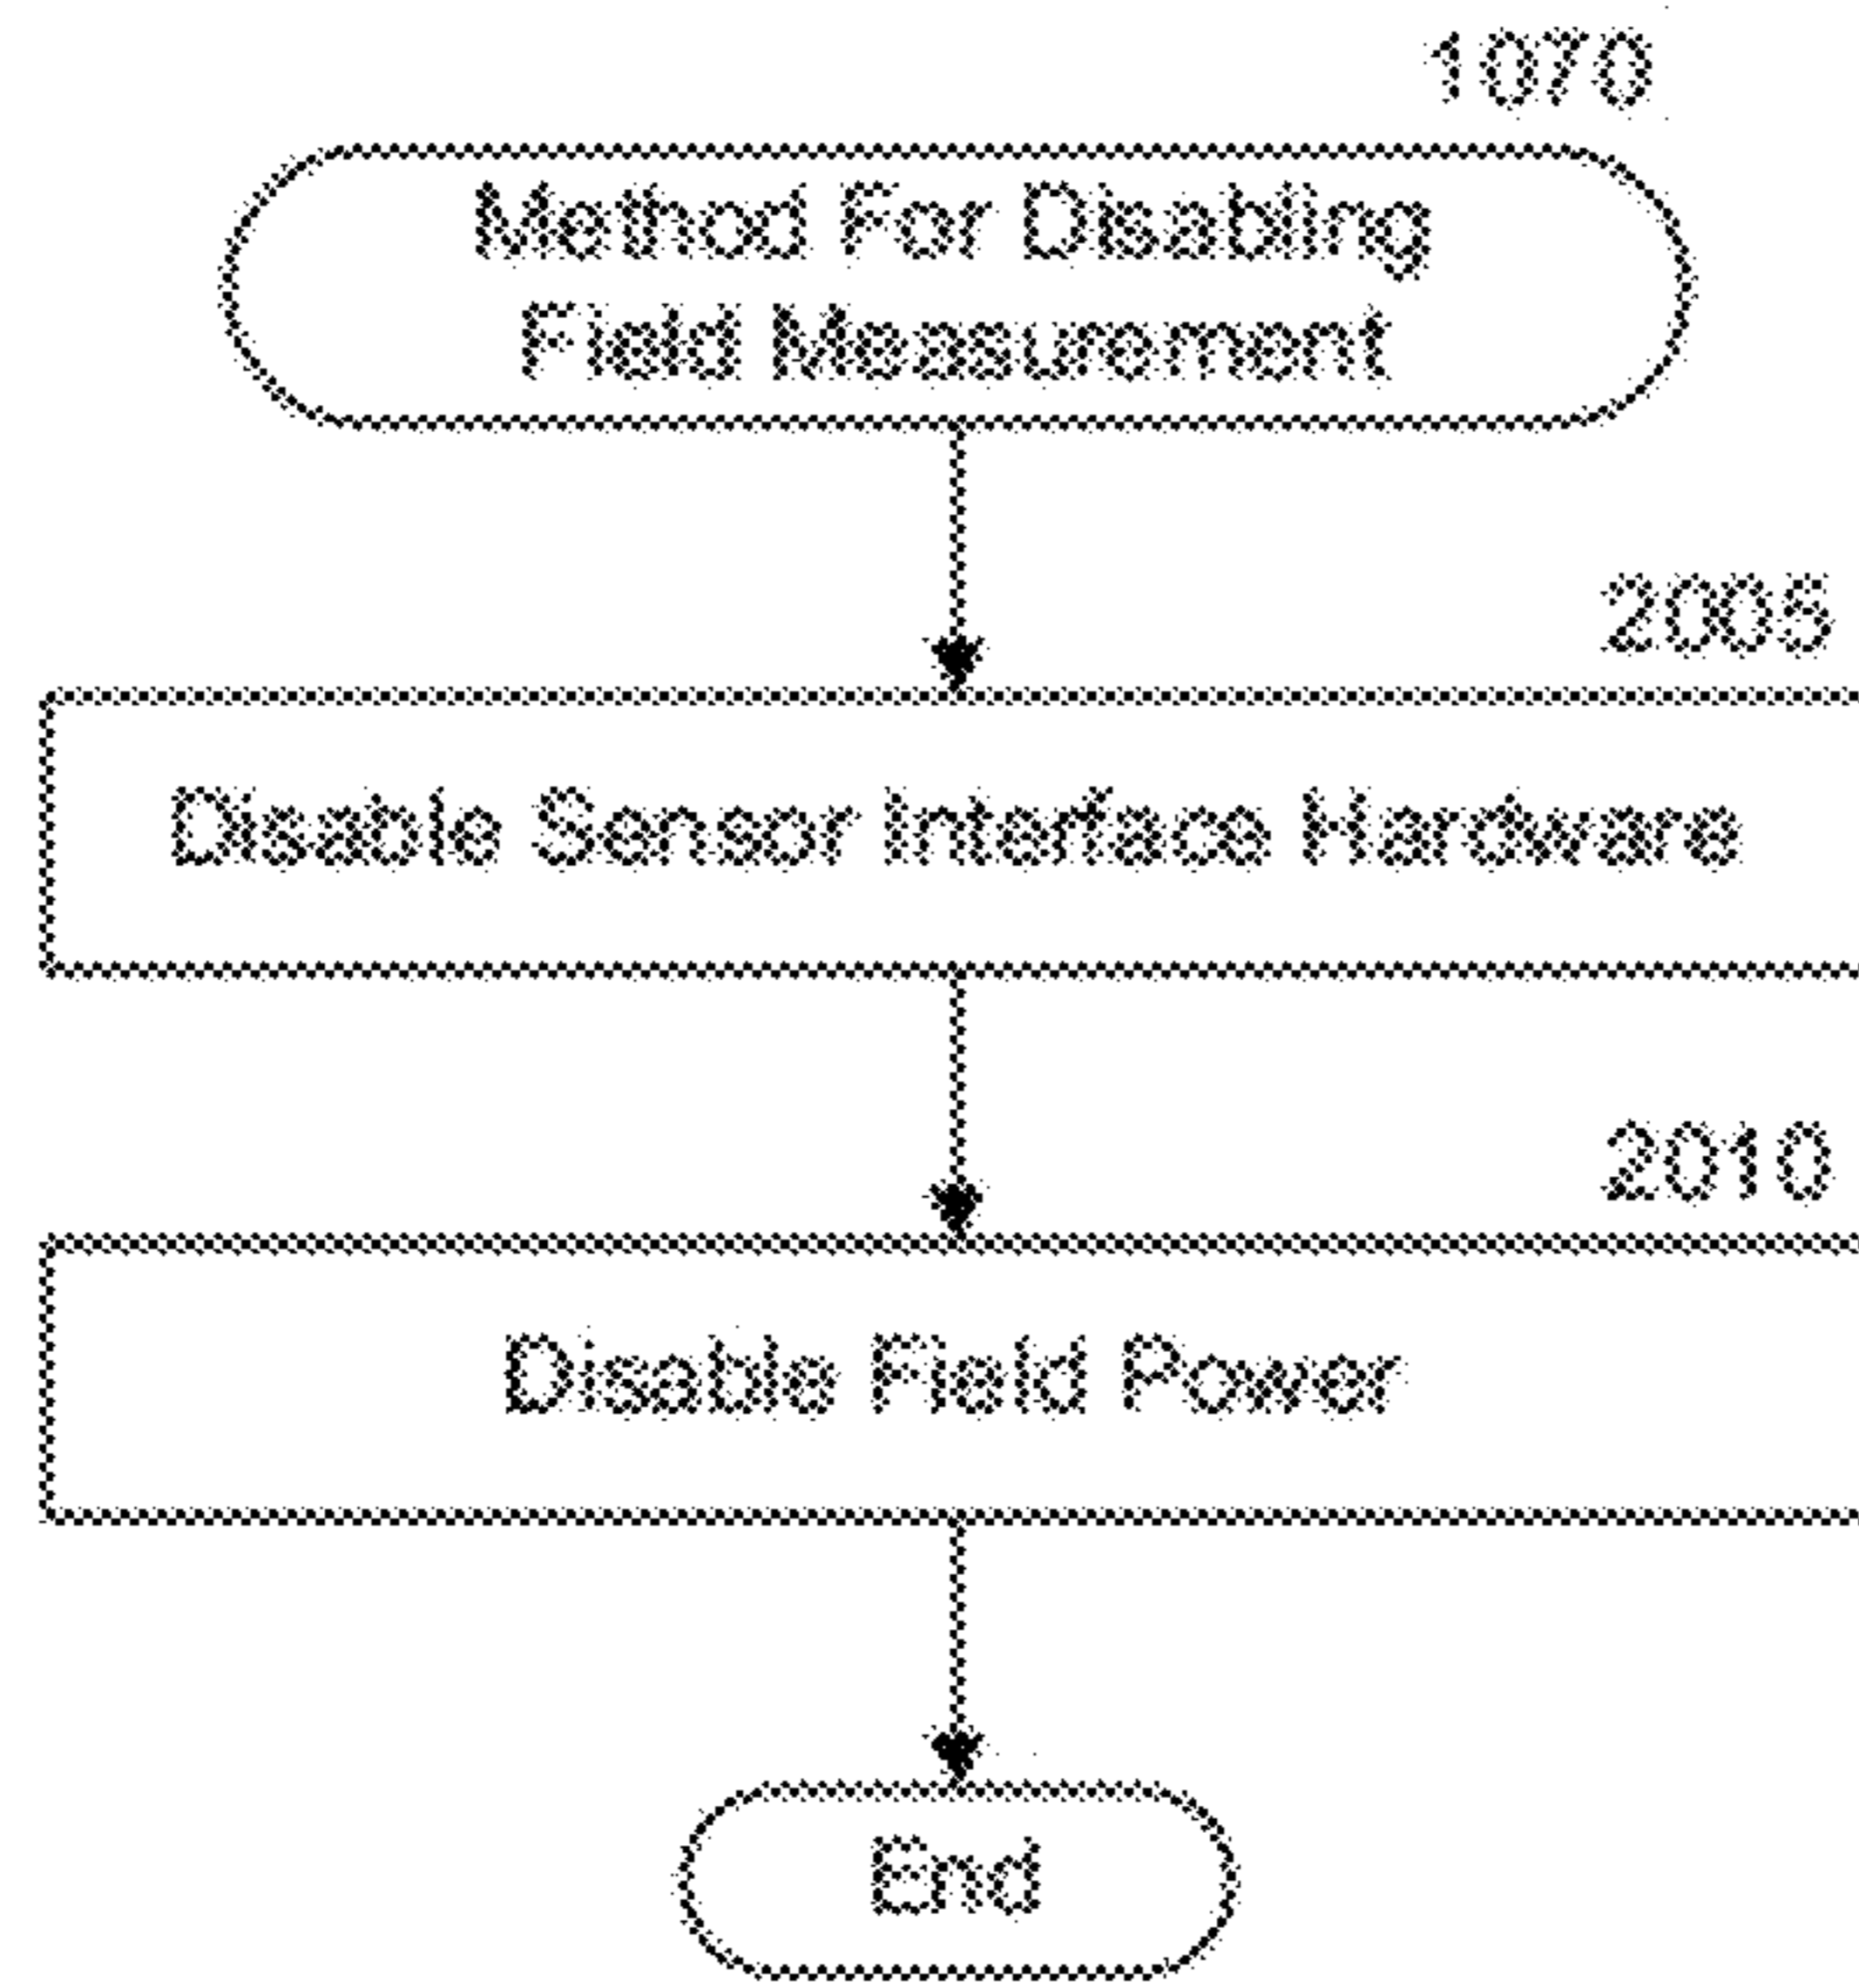 1070
Method For Disabling
Field Measurement
2005
Disable Sensor Interface Hardware
2010
Disable Field Power
End